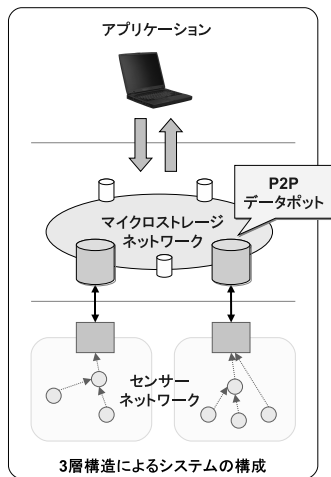 アプリケーション
P2P
データポット
マイクロストレージ
ネットワーク
センサー
ネットワーク
3層構造によるシステムの構成